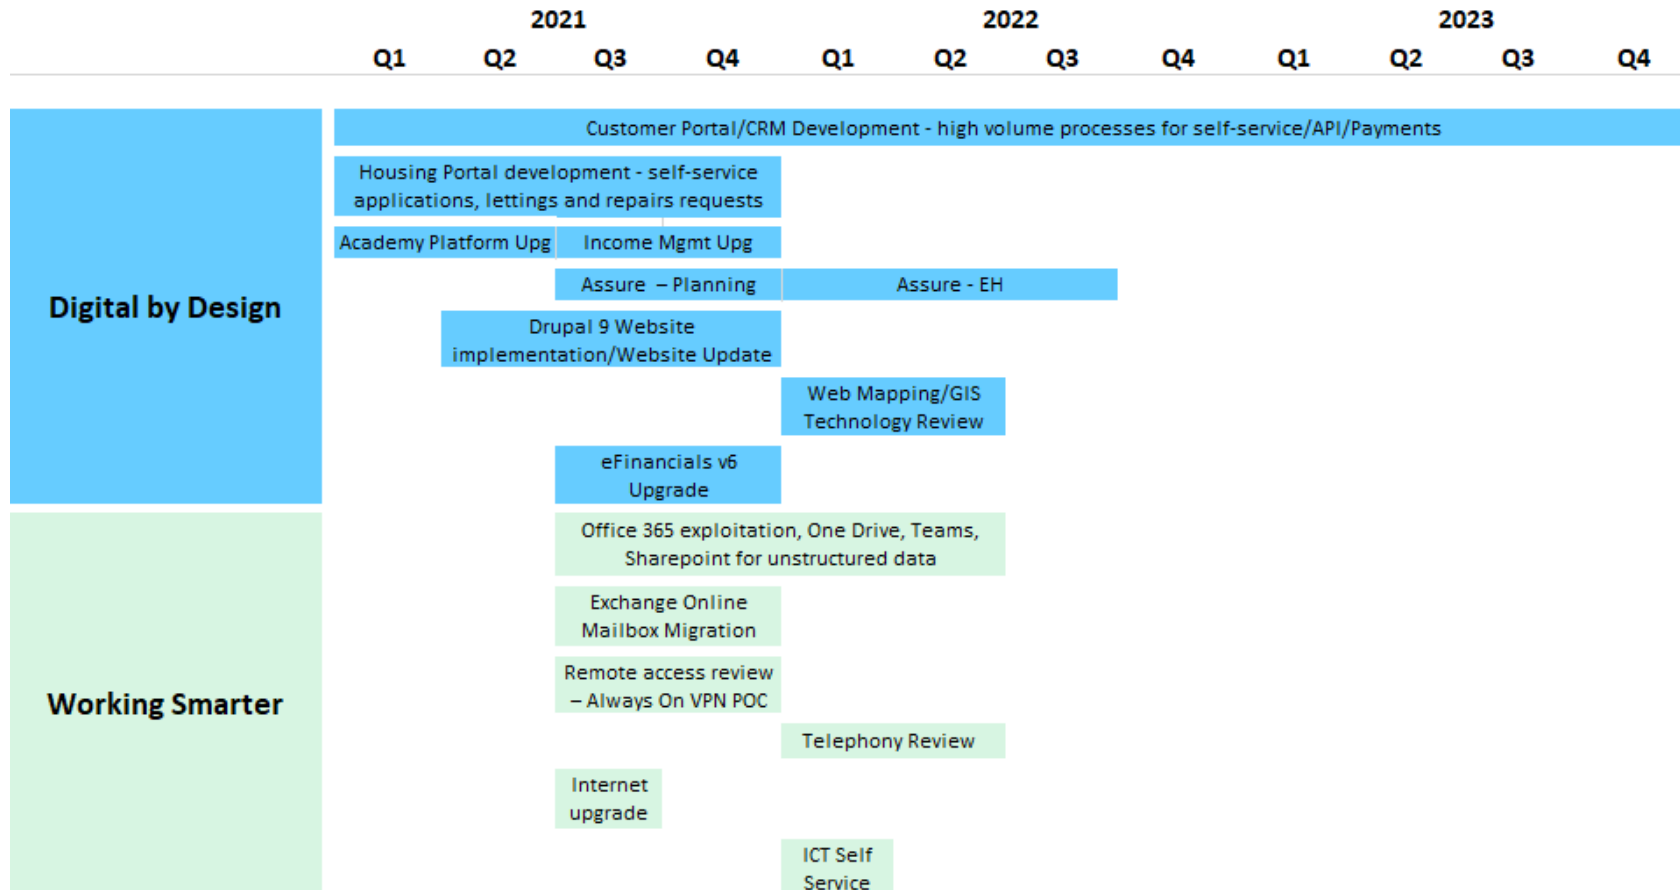 2021 2022 2023
Q1 Q2 Q3 Q4 Q1 Q2 Q3 Q4 Q1 Q2 Q3 Q4
Digital by Design
Customer Portal/CRM Development - high volume processes for self-service/API/Payments
Housing Portal development - self-service
applications, lettings and repairs requests
Academy Platform Upg Income Mgmt Upg
Assure – Planning Assure - EH
Drupal 9 Website
implementation/Website Update
Web Mapping/GIS
Technology Review
eFinancials v6
Upgrade
Working Smarter
Office 365 exploitation, One Drive, Teams,
Sharepoint for unstructured data
Exchange Online
Mailbox Migration
Remote access review
– Always On VPN POC
Telephony Review
Internet
upgrade
ICT Self
Service